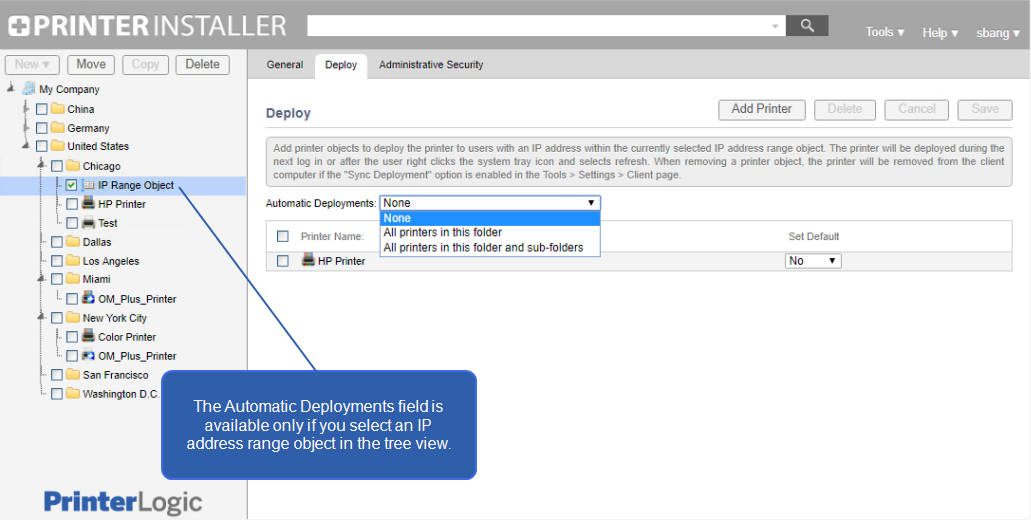 PRINTER INSTALLER
Tools ▾ Help ▾ sbang ▾
New ▾ Move Copy Delete
General Deploy Administrative Security
My Company
China
Germany
United States
Chicago
IP Range Object
HP Printer
Test
Dallas
Los Angeles
Miami
OM_Plus_Printer
New York City
Color Printer
OM_Plus_Printer
San Francisco
Washington D.C.
Deploy
Add Printer Delete Cancel Save
Add printer objects to deploy the printer to users with an IP address within the currently selected IP address range object. The printer will be deployed during the
next log in or after the user right clicks the system tray icon and selects refresh. When removing a printer object, the printer will be removed from the client
computer if the "Sync Deployment" option is enabled in the Tools > Settings > Client page.
Automatic Deployments: None
None
All printers in this folder
All printers in this folder and sub-folders
Printer Name: Set Default
HP Printer No
The Automatic Deployments field is
available only if you select an IP
address range object in the tree view.
PrinterLogic